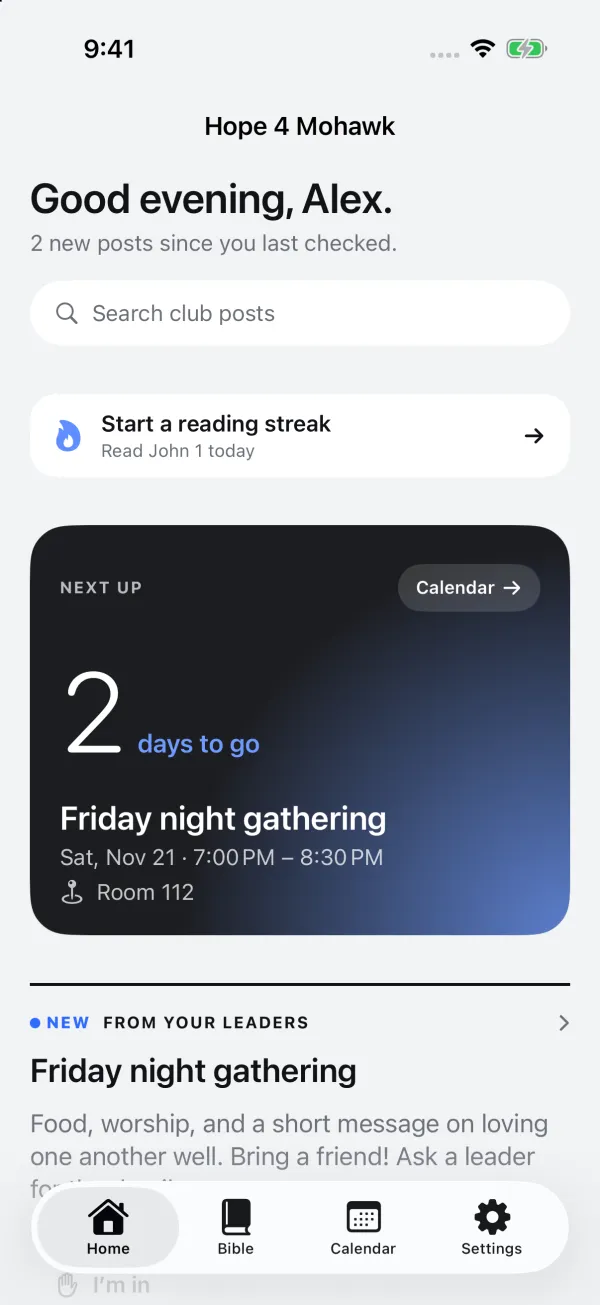 9:41
Hope 4 Mohawk
Good evening, Alex.
2 new posts since you last checked.
Search club posts
Start a reading streak
Read John 1 today
NEXT UP
Calendar →
2 days to go
Friday night gathering
Sat, Nov 21 · 7:00 PM – 8:30 PM
Room 112
NEW FROM YOUR LEADERS
Friday night gathering
Food, worship, and a short message on loving
one another well. Bring a friend! Ask a leader
Home
Bible
Calendar
Settings
I'm in